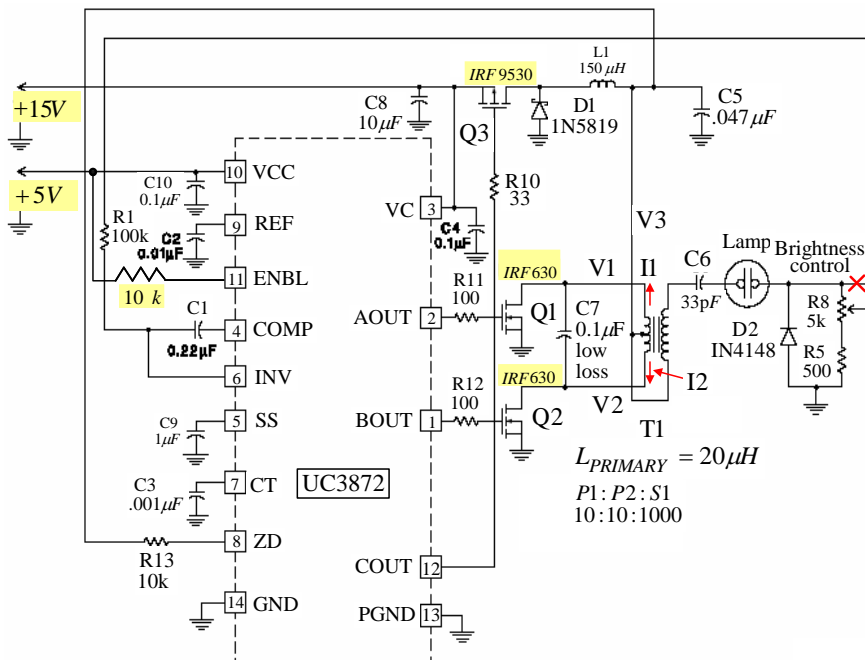 L1
150 μH
IRF9530
+15V
C8
10μF
Q3
D1
1N5819
C5
.047μF
+5V
C10
0.1μF
10
VCC
R10
33
VC
3
R1
100k
C2
0.01μF
9
REF
C4
0.1μF
V3
Lamp
C6
33pF
Brightness
control
10 k
11
ENBL
IRF630
V1
I1
R11
100
C1
0.22μF
4
COMP
AOUT
2
Q1
C7
0.1μF
low
loss
R8
5k
D2
IN4148
R5
500
6
INV
IRF630
R12
100
I2
V2
C9
1μF
5
SS
BOUT
1
Q2
T1
L PRIMARY = 20μH
C3
.001μF
7
CT
UC3872
P1 : P2 : S1
10 : 10 : 1000
8
ZD
R13
10k
COUT
12
14
GND
PGND
13